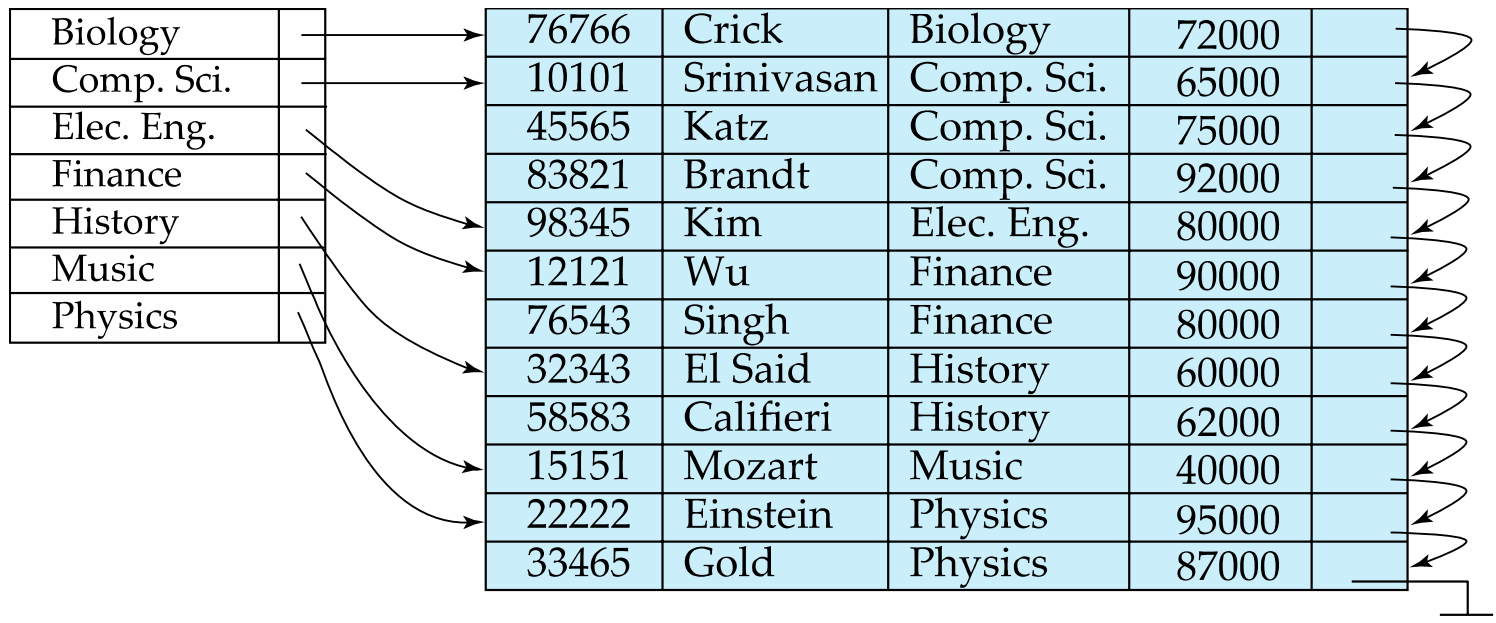 Biology
Comp. Sci.
Elec. Eng.
Finance
History
Music
Physics
76766 Crick Biology 72000
10101 Srinivasan Comp. Sci. 65000
45565 Katz Comp. Sci. 75000
83821 Brandt Comp. Sci. 92000
98345 Kim Elec. Eng. 80000
12121 Wu Finance 90000
76543 Singh Finance 80000
32343 El Said History 60000
58583 Califieri History 62000
15151 Mozart Music 40000
22222 Einstein Physics 95000
33465 Gold Physics 87000